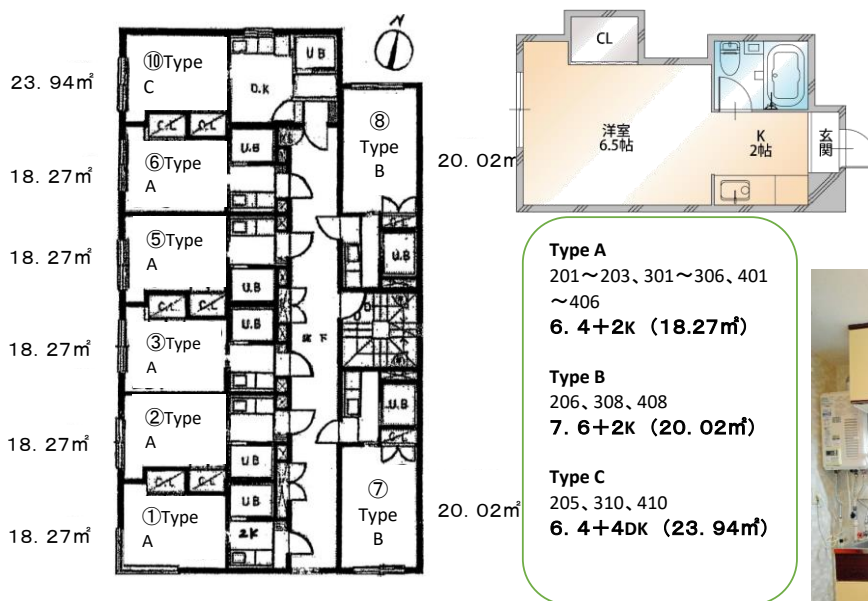 N
⑩Type
C
U B
D.K
23.94㎡
C.L
C.L
⑥Type
A
U.B
18.27㎡
⑧
Type
B
20.02㎡
⑤Type
A
U.B
18.27㎡
C.L
U.B
C.L
C.L
③Type
A
U.B
18.27㎡
廊下
②Type
A
U B
18.27㎡
U.B
C.L
C.L
C.L
①Type
A
U B
2K
18.27㎡
⑦
Type
B
20.02㎡
CL
洋室
6.5帖
K
2帖
玄
関
Type A
201～203、301～306、401
～406
6.4+2K (18.27㎡)
Type B
206、308、408
7.6+2K (20.02㎡)
Type C
205、310、410
6.4+4DK (23.94㎡)